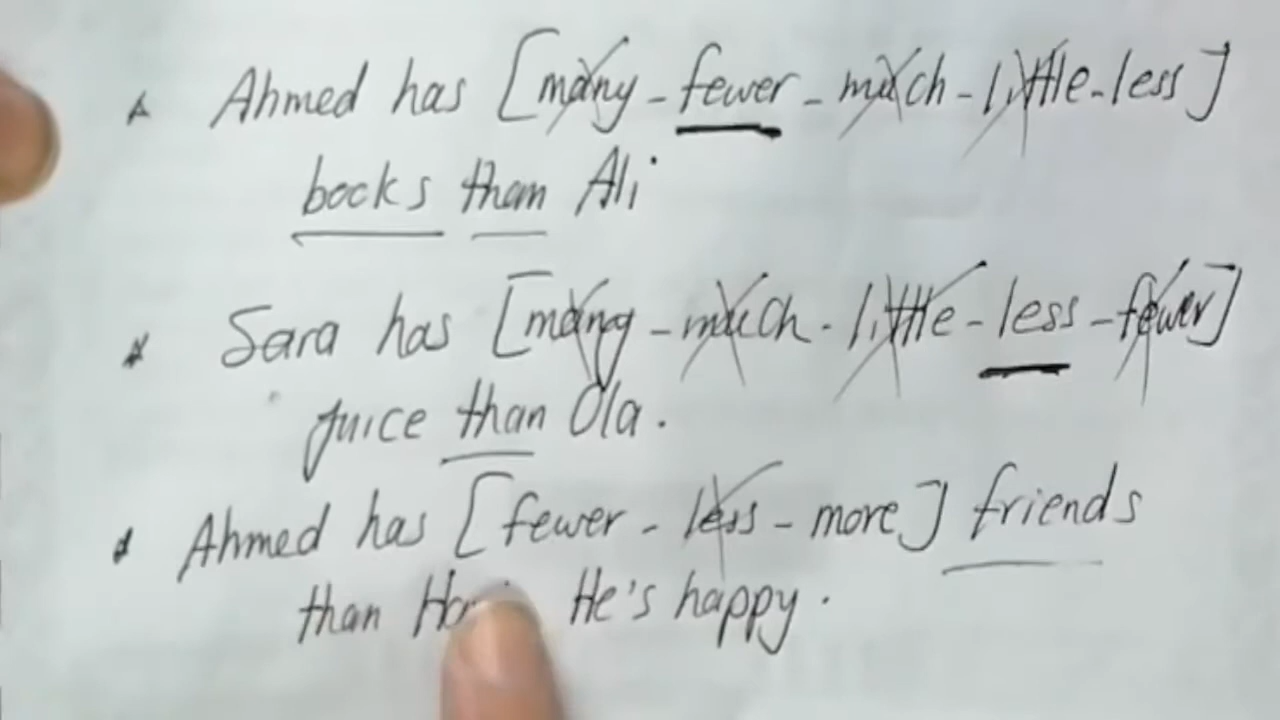 Ahmed has [many - fewer - much - little - less]
books than Ali
Sara has [many - much - little - less - fewer]
juice than Ola.
Ahmed has [fewer - less - more] friends
than He's happy.